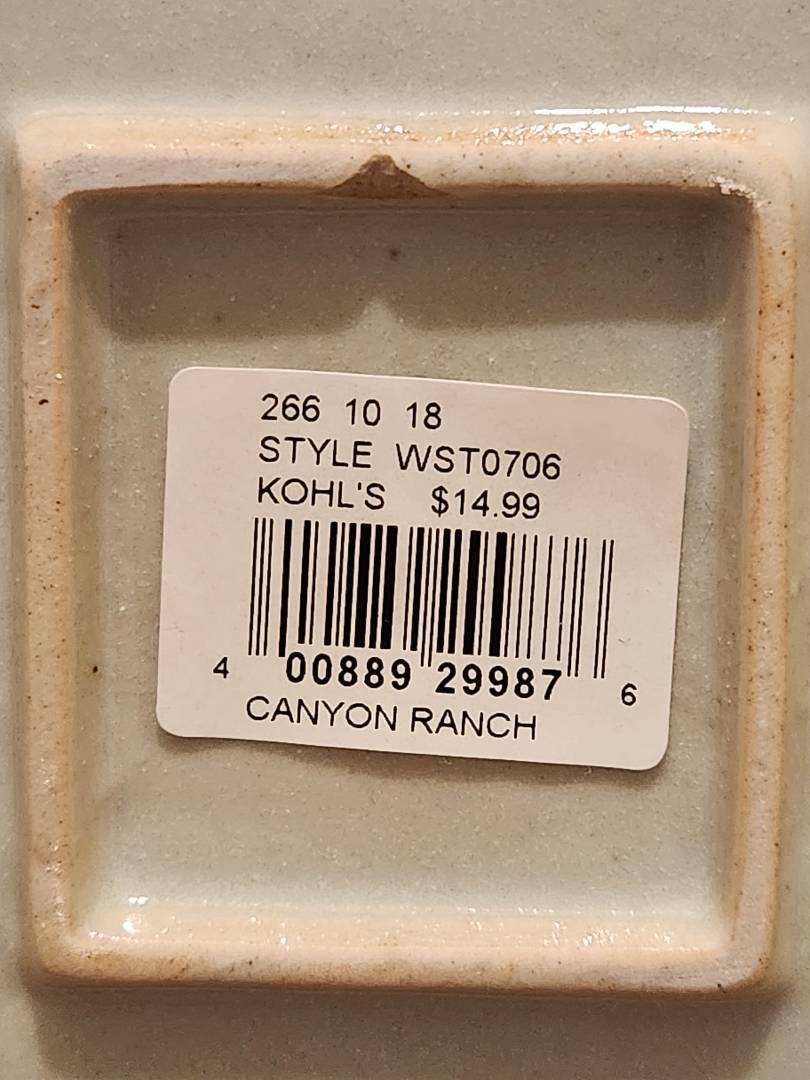 266 10 18
STYLE WST0706
KOHL'S $14.99
4 00889 29987 6
CANYON RANCH